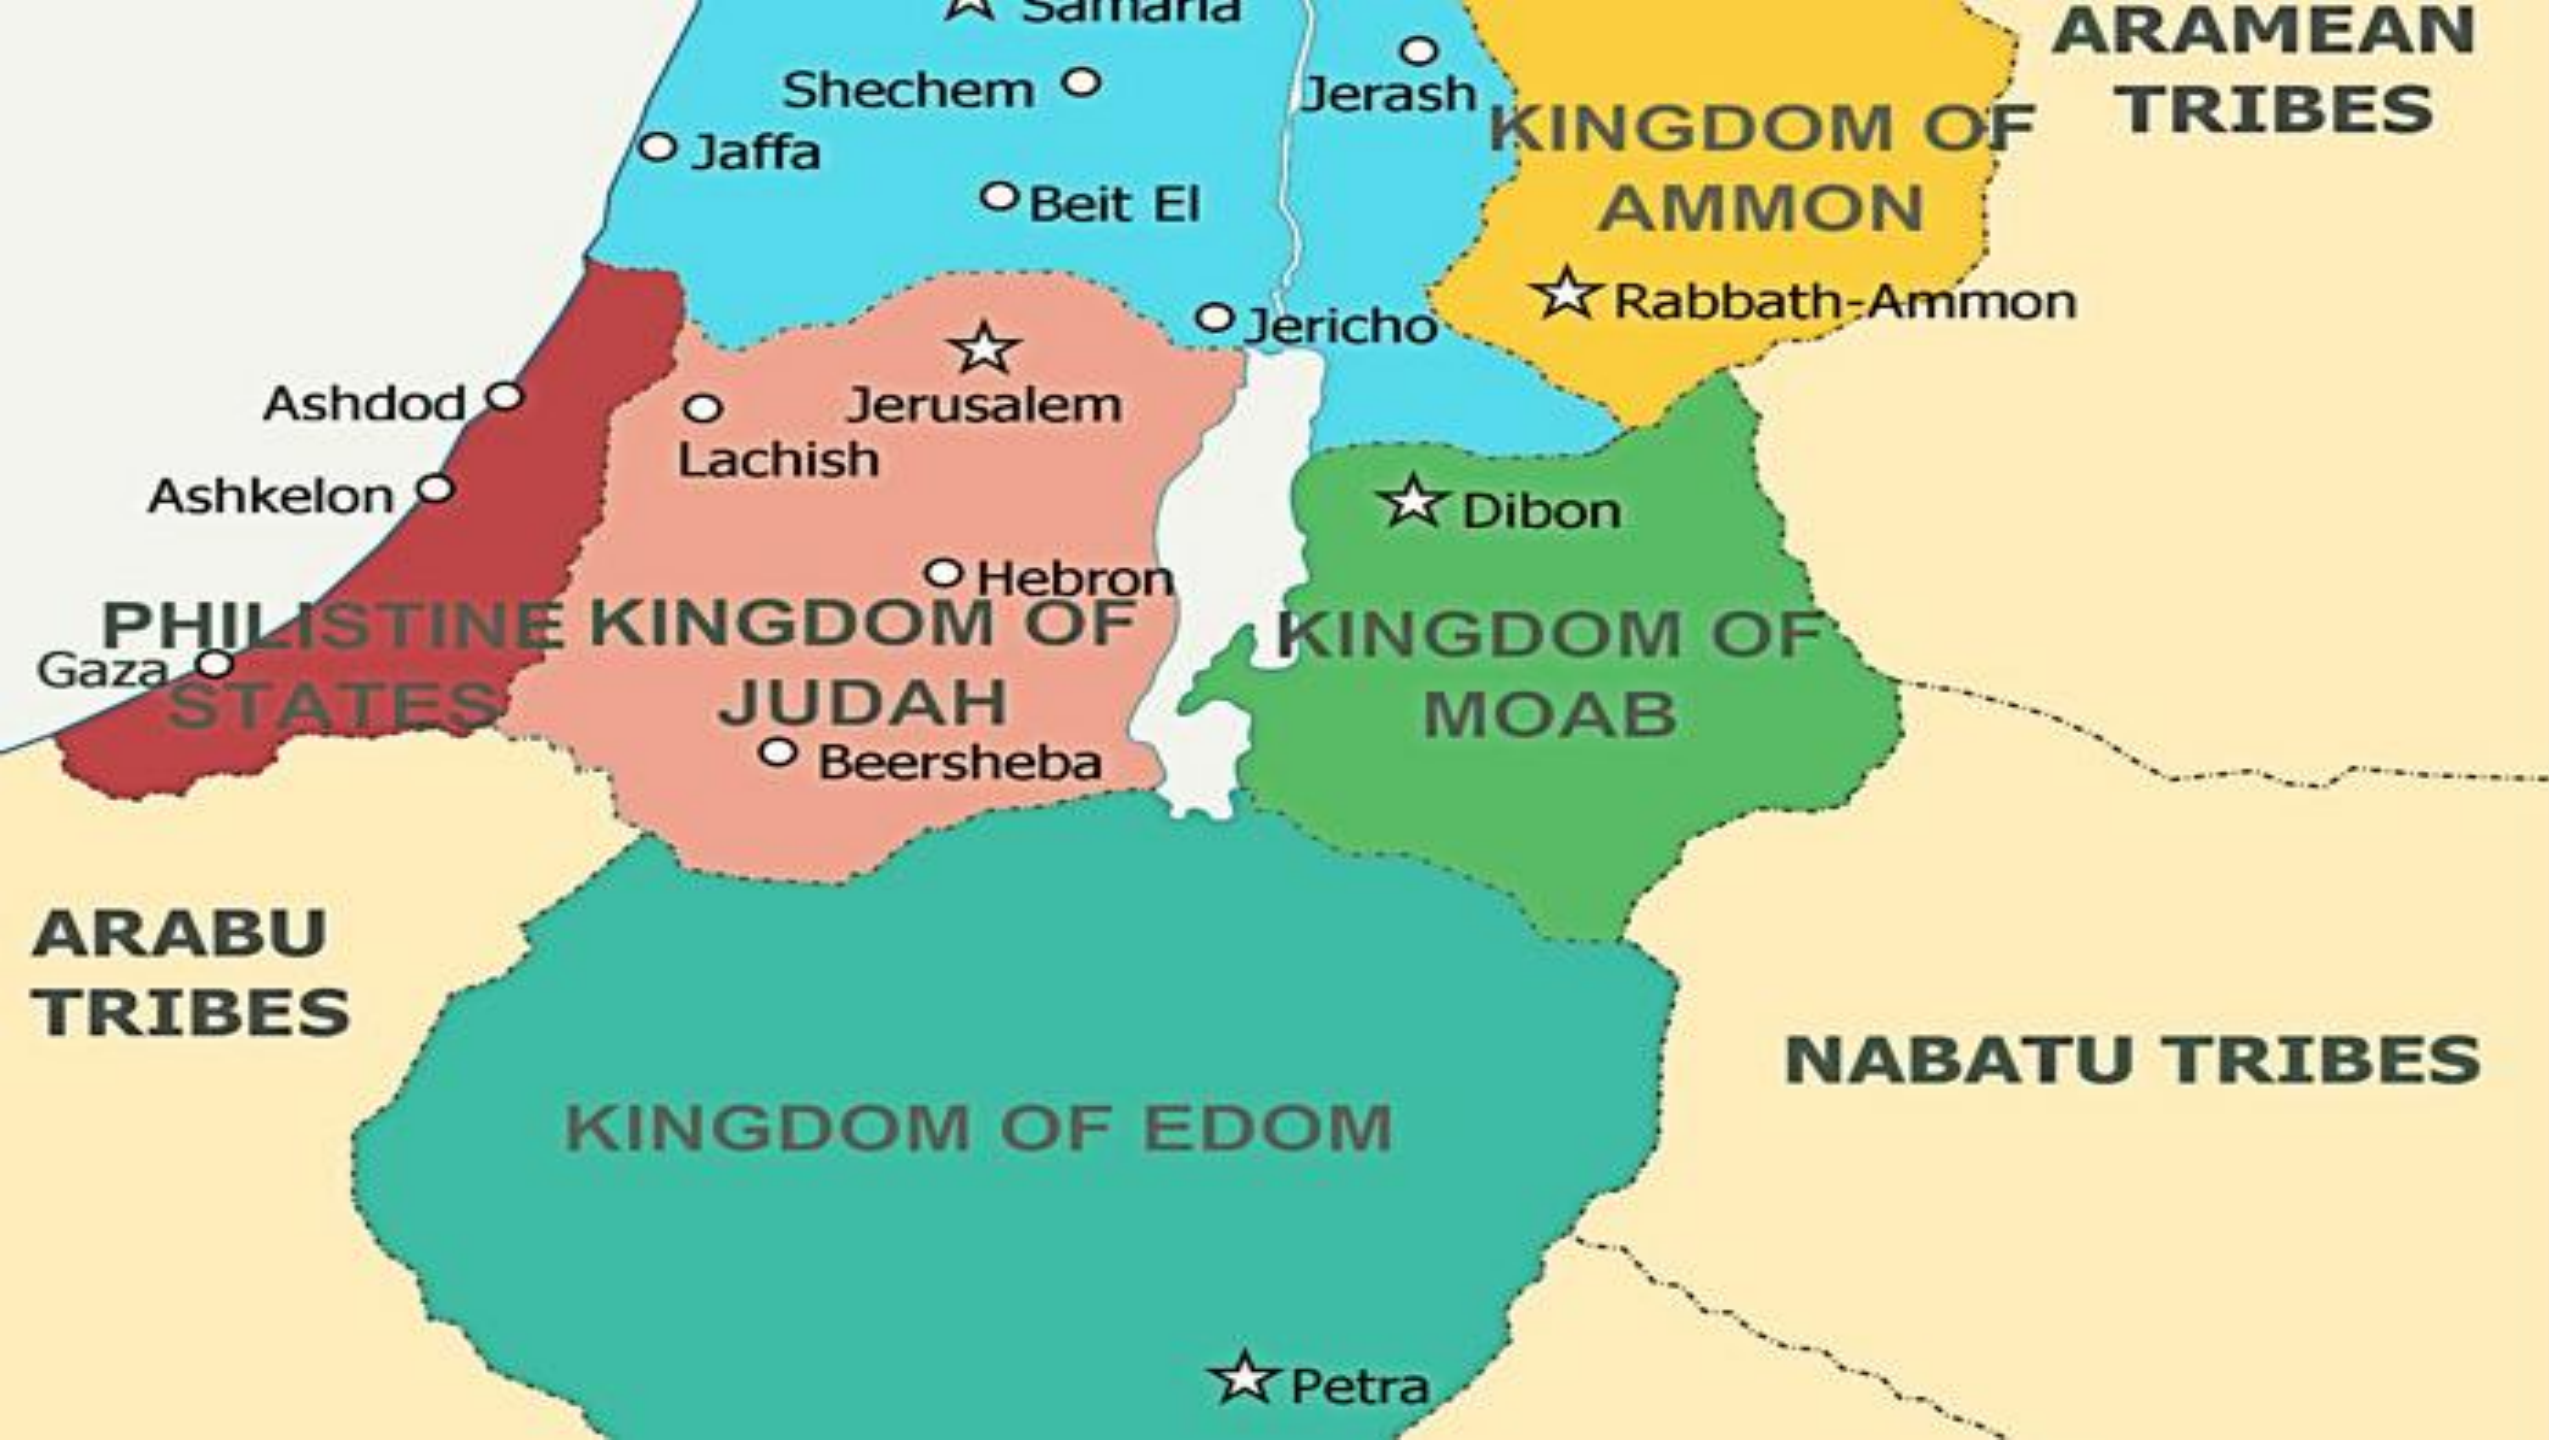 Samaria
ARAMEAN
TRIBES
Shechem
Jerash
Jaffa
KINGDOM OF
AMMON
Beit El
Rabbath-Ammon
Jericho
Ashdod
Jerusalem
Lachish
Ashkelon
Dibon
Hebron
PHILISTINE
STATES
Gaza
KINGDOM OF
JUDAH
KINGDOM OF
MOAB
Beersheba
ARABU
TRIBES
NABATU TRIBES
KINGDOM OF EDOM
Petra